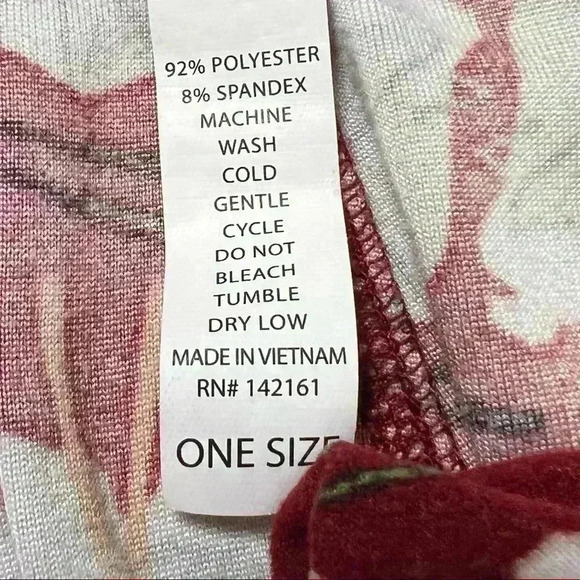 92% POLYESTER
8% SPANDEX
MACHINE
WASH
COLD
GENTLE
CYCLE
DO NOT
BLEACH
TUMBLE
DRY LOW
MADE IN VIETNAM
RN# 142161
ONE SIZE